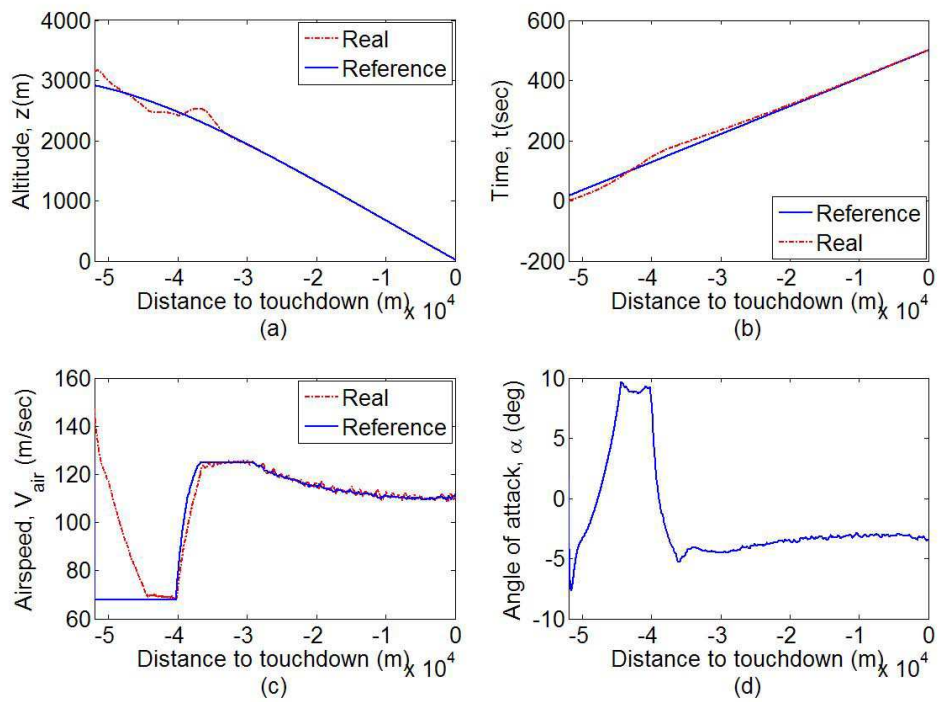 4000
3000
2000
1000
0
Altitude, z(m)
Real
Reference
-5 -4 -3 -2 -1 0
Distance to touchdown (m)
x 10^4
(a)
600
400
200
0
-200
Time, t(sec)
Reference
Real
-5 -4 -3 -2 -1 0
Distance to touchdown (m)
x 10^4
(b)
160
140
120
100
80
60
Airspeed, V_air (m/sec)
Real
Reference
-5 -4 -3 -2 -1 0
Distance to touchdown (m)
x 10^4
(c)
10
5
0
-5
-10
Angle of attack, α (deg)
-5 -4 -3 -2 -1 0
Distance to touchdown (m)
x 10^4
(d)